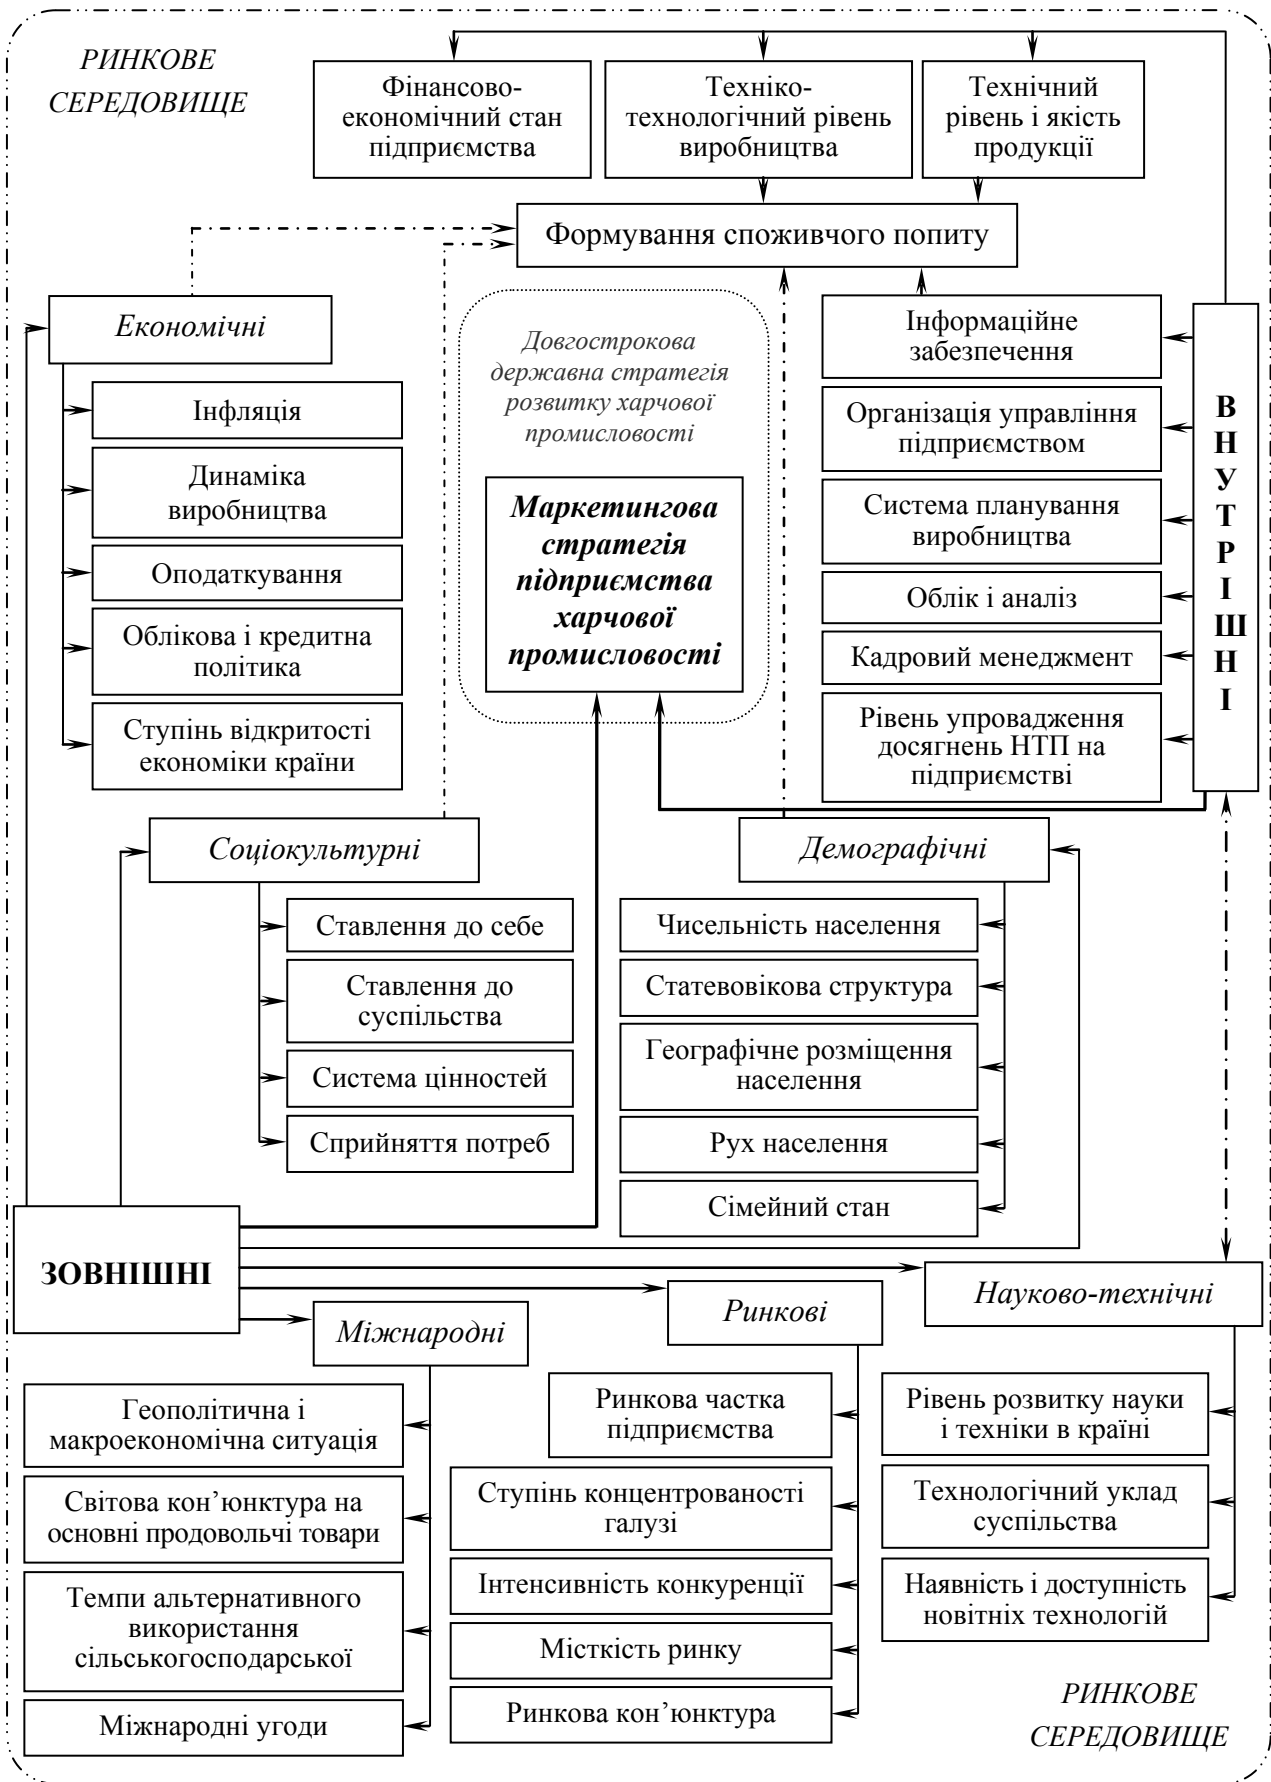 РИНКОВЕ
СЕРЕДОВИЩЕ
Фінансово-
економічний стан
підприємства
Техніко-
технологічний рівень
виробництва
Технічний
рівень і якість
продукції
Формування споживчого попиту
Економічні
Інфляція
Динаміка
виробництва
Оподаткування
Облікова і кредитна
політика
Ступінь відкритості
економіки країни
Довгострокова
державна стратегія
розвитку харчової
промисловості
Маркетингова
стратегія
підприємства
харчової
промисловості
Інформаційне
забезпечення
Організація управління
підприємством
Система планування
виробництва
Облік і аналіз
Кадровий менеджмент
Рівень упровадження
досягнень НТП на
підприємстві
В
Н
У
Т
Р
І
Ш
Н
І
Соціокультурні
Ставлення до себе
Ставлення до
суспільства
Система цінностей
Сприйняття потреб
Демографічні
Чисельність населення
Статевовікова структура
Географічне розміщення
населення
Рух населення
Сімейний стан
ЗОВНІШНІ
Міжнародні
Геополітична і
макроекономічна ситуація
Світова кон’юнктура на
основні продовольчі товари
Темпи альтернативного
використання
сільськогосподарської
Міжнародні угоди
Ринкові
Ринкова частка
підприємства
Ступінь концентрованості
галузі
Інтенсивність конкуренції
Місткість ринку
Ринкова кон’юнктура
Науково-технічні
Рівень розвитку науки
і техніки в країні
Технологічний уклад
суспільства
Наявність і доступність
новітніх технологій
РИНКОВЕ
СЕРЕДОВИЩЕ